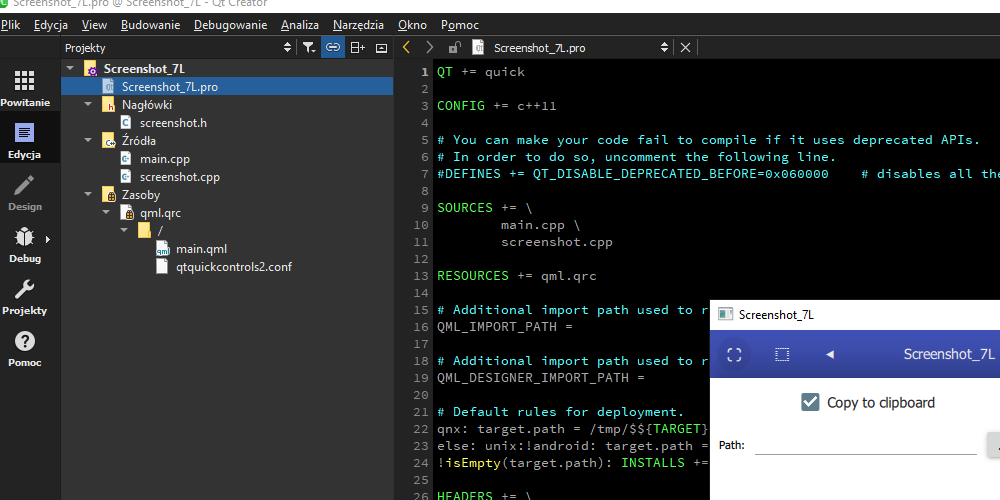 Screenshot_7L.pro @ Screenshot_7L - Qt Creator
Plik Edycja View Budowanie Debugowanie Analiza Narzędzia Okno Pomoc
Projekty
Screenshot_7L.pro
Powitanie
Edycja
Design
Debug
Projekty
Pomoc
Screenshot_7L
Screenshot_7L.pro
Nagłówki
screenshot.h
Źródła
main.cpp
screenshot.cpp
Zasoby
qml.qrc
/
main.qml
qtquickcontrols2.conf
1 QT += quick
2
3 CONFIG += c++11
4
5 # You can make your code fail to compile if it uses deprecated APIs.
6 # In order to do so, uncomment the following line.
7 #DEFINES += QT_DISABLE_DEPRECATED_BEFORE=0x060000 # disables all the
8
9 SOURCES += \
10 main.cpp \
11 screenshot.cpp
12
13 RESOURCES += qml.qrc
14
15 # Additional import path used to r
16 QML_IMPORT_PATH =
17
18 # Additional import path used to r
19 QML_DESIGNER_IMPORT_PATH =
20
21 # Default rules for deployment.
22 qnx: target.path = /tmp/$${TARGET}
23 else: unix:!android: target.path =
24 !isEmpty(target.path): INSTALLS +=
25
26 HEADERS += \
Screenshot_7L
Screenshot_7L
Copy to clipboard
Path: